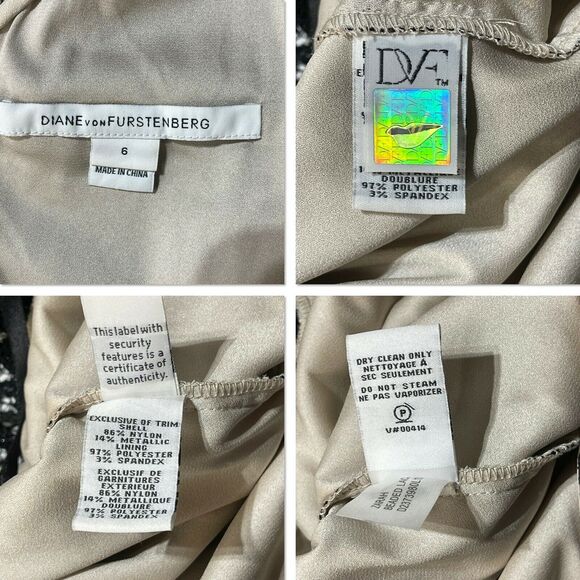 DIANE VON FURSTENBERG
6
MADE IN CHINA
DVF
TM
DOUBLURE
97% POLYESTER
3% SPANDEX
This label with
security
features is a
certificate of
authenticity.
EXCLUSIVE OF TRIM
SHELL
86% NYLON
14% METALLIC
LINING
97% POLYESTER
3% SPANDEX
EXCLUSIF DE
GARNITURES
EXTERIEUR
86% NYLON
14% METALLIQUE
DOUBLURE
97% POLYESTER
3% SPANDEX
DRY CLEAN ONLY
NETTOYAGE À
SEC SEULEMENT
DO NOT STEAM
NE PAS VAPORIZER
P
V#00414
BEADED